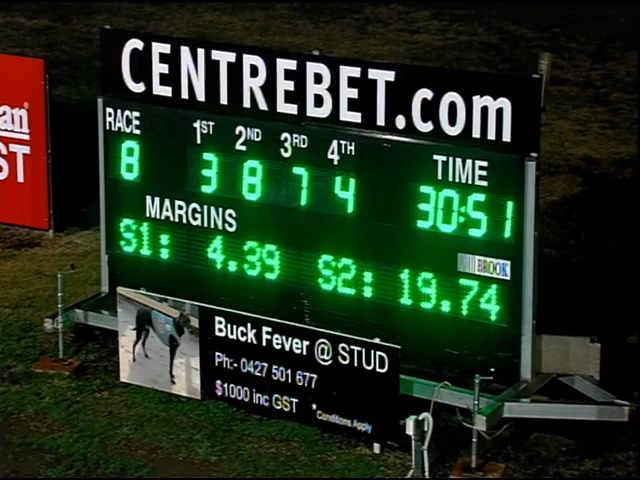 CENTREBET.com
RACE 1ST 2ND 3RD 4TH TIME
8 3 8 7 4 30:51
MARGINS
S1: 4.39 S2: 19.74
BROOK
Buck Fever @ STUD
Ph:- 0427 501 677
$1000 inc GST *Conditions Apply
an
ST